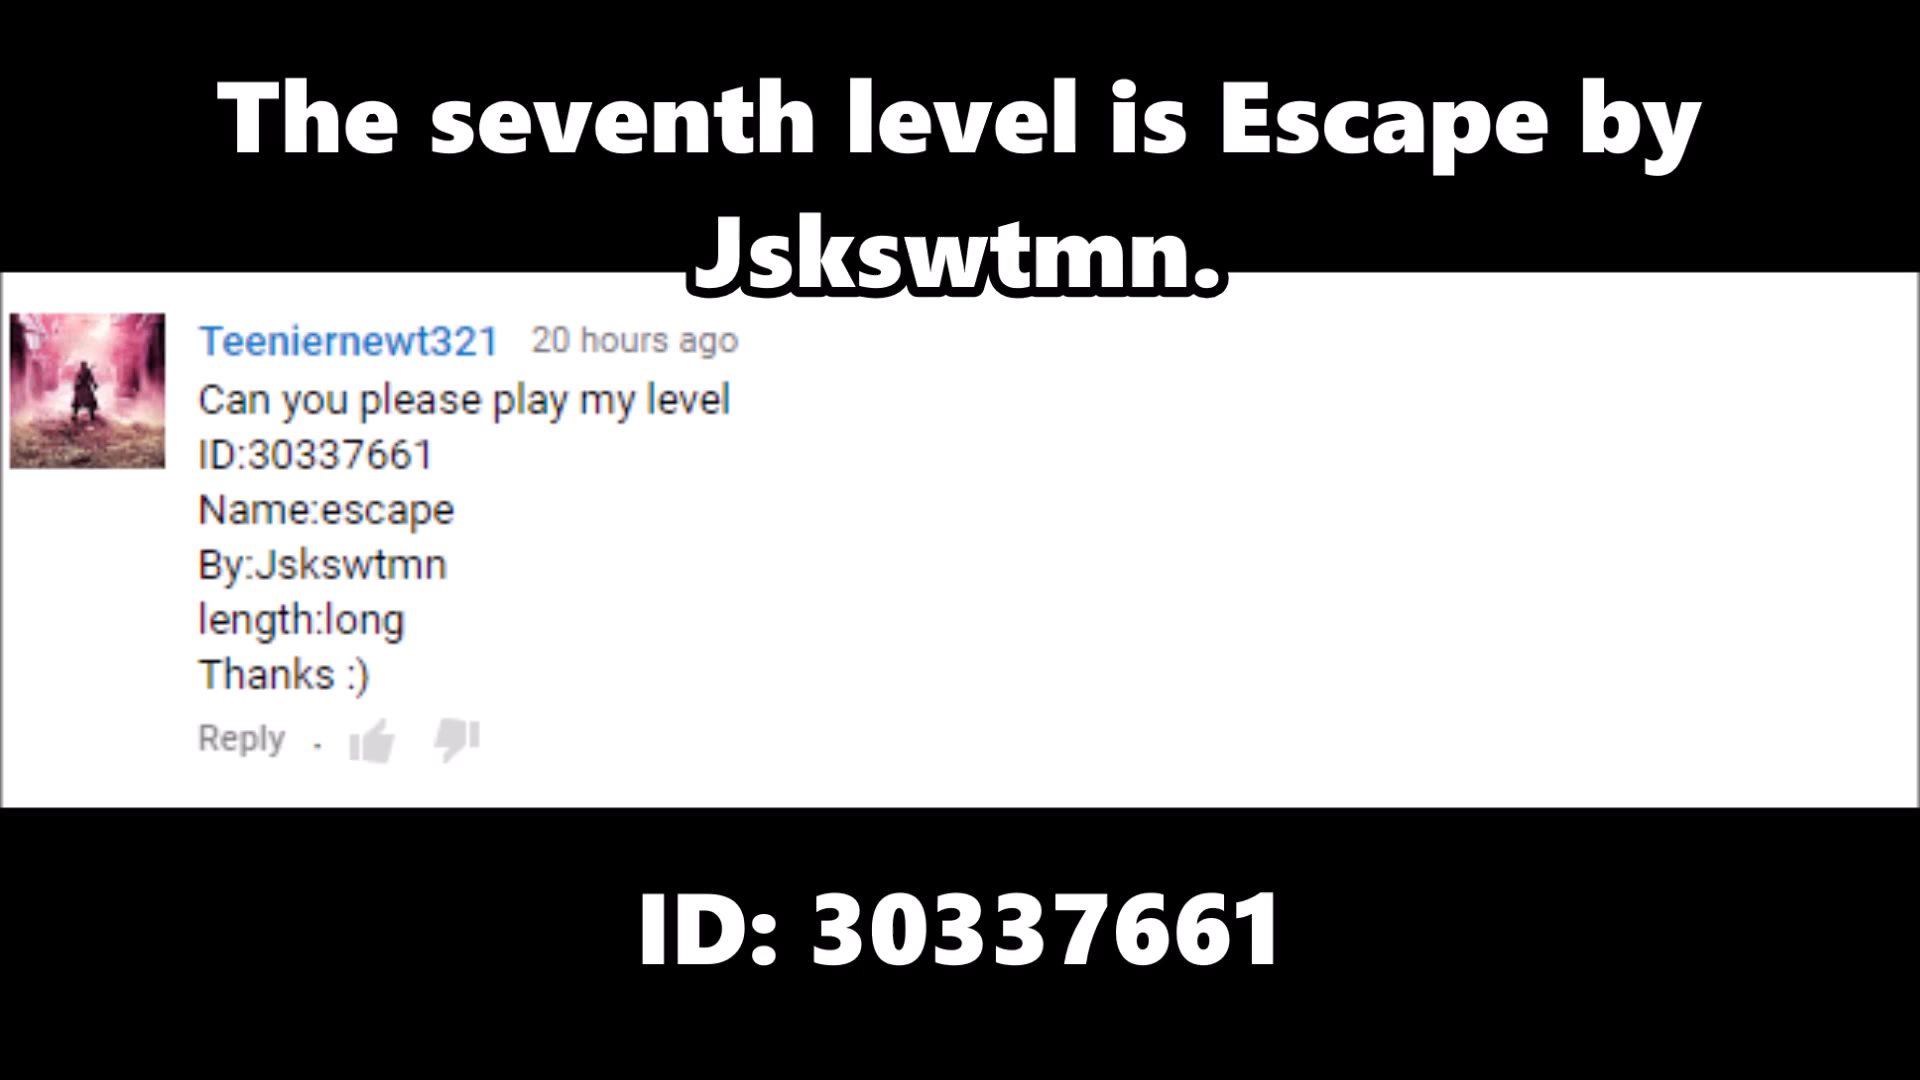 The seventh level is Escape by
Jskswtmn.
Teeniernewt321 20 hours ago
Can you please play my level
ID:30337661
Name:escape
By:Jskswtmn
length:long
Thanks :)
Reply .
ID: 30337661